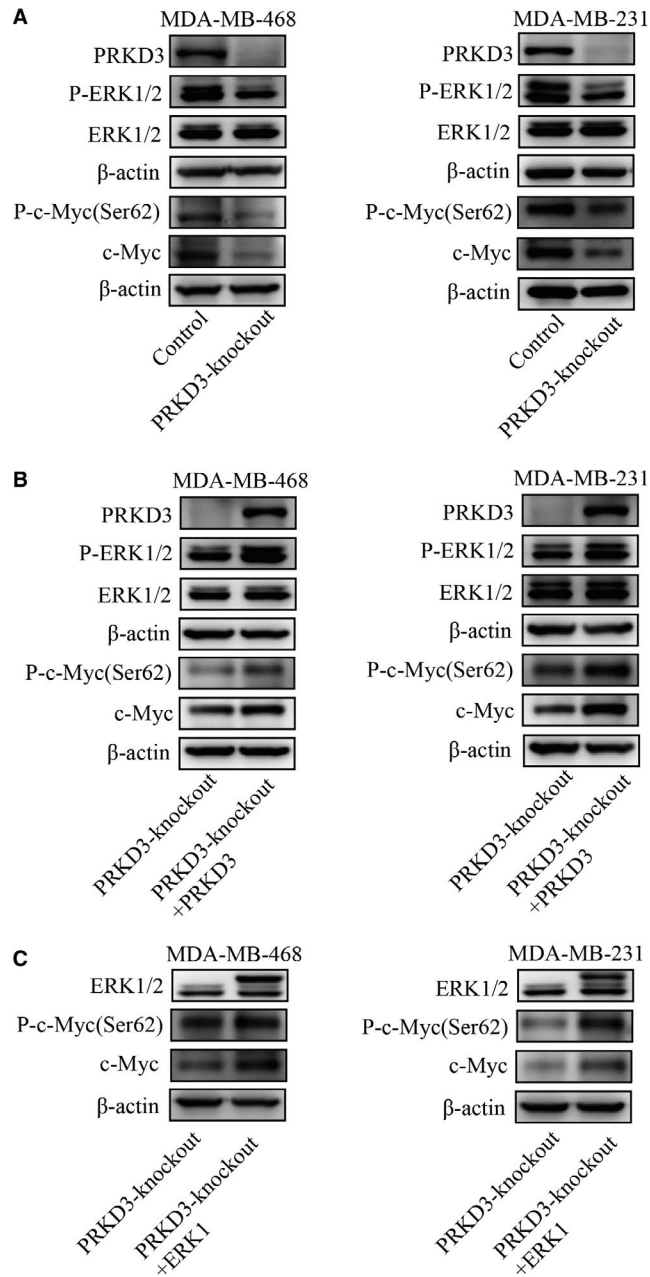 A
MDA-MB-468
PRKD3
P-ERK1/2
ERK1/2
β-actin
P-c-Myc(Ser62)
c-Myc
β-actin
Control
PRKD3-knockout
MDA-MB-231
PRKD3
P-ERK1/2
ERK1/2
β-actin
P-c-Myc(Ser62)
c-Myc
β-actin
Control
PRKD3-knockout
B
MDA-MB-468
PRKD3
P-ERK1/2
ERK1/2
β-actin
P-c-Myc(Ser62)
c-Myc
β-actin
PRKD3-knockout
PRKD3-knockout
+PRKD3
MDA-MB-231
PRKD3
P-ERK1/2
ERK1/2
β-actin
P-c-Myc(Ser62)
c-Myc
β-actin
PRKD3-knockout
PRKD3-knockout
+PRKD3
C
MDA-MB-468
ERK1/2
P-c-Myc(Ser62)
c-Myc
β-actin
PRKD3-knockout
PRKD3-knockout
+ERK1
MDA-MB-231
ERK1/2
P-c-Myc(Ser62)
c-Myc
β-actin
PRKD3-knockout
PRKD3-knockout
+ERK1